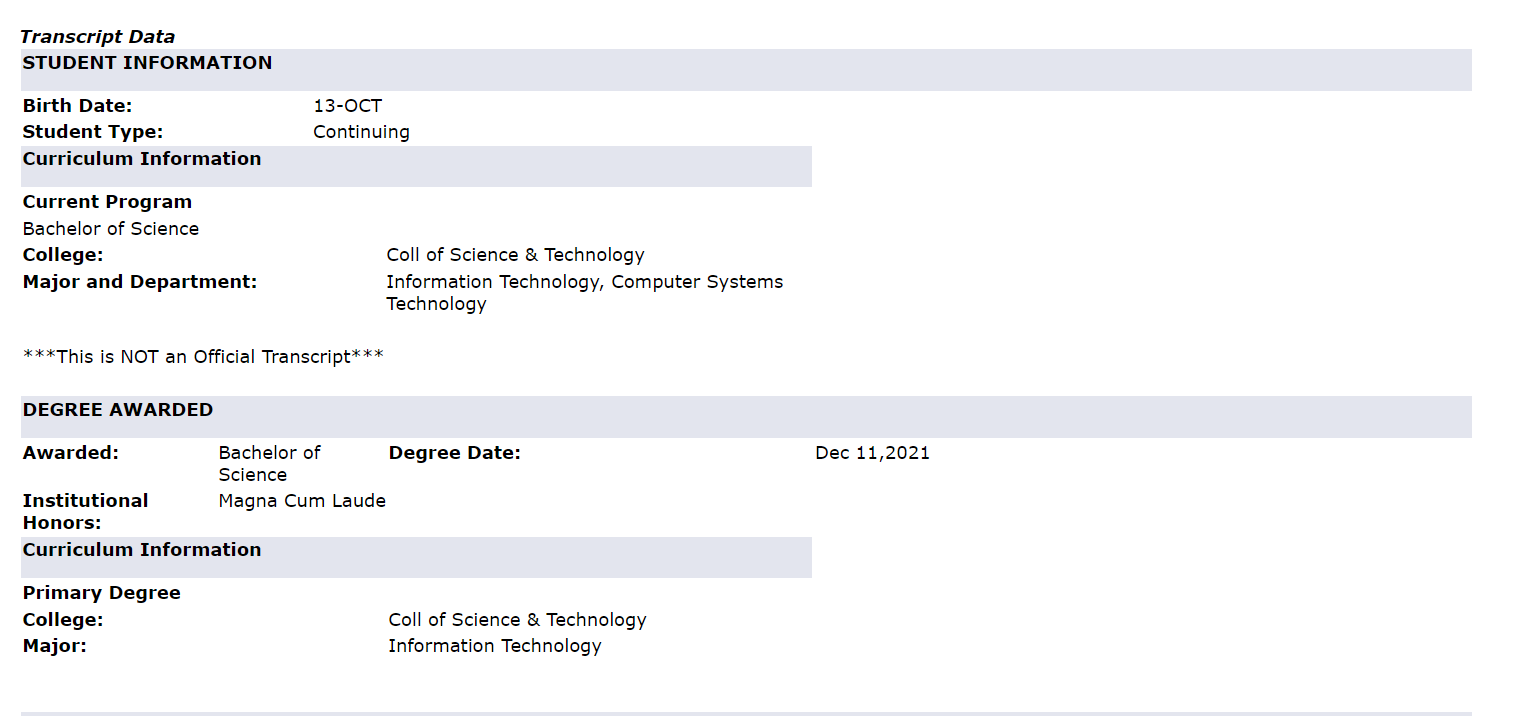 Transcript Data
STUDENT INFORMATION
Birth Date: 13-OCT
Student Type: Continuing
Curriculum Information
Current Program
Bachelor of Science
College: Coll of Science & Technology
Major and Department: Information Technology, Computer Systems
Technology
***This is NOT an Official Transcript***
DEGREE AWARDED
Awarded: Bachelor of Degree Date: Dec 11,2021
Science
Institutional Magna Cum Laude
Honors:
Curriculum Information
Primary Degree
College: Coll of Science & Technology
Major: Information Technology